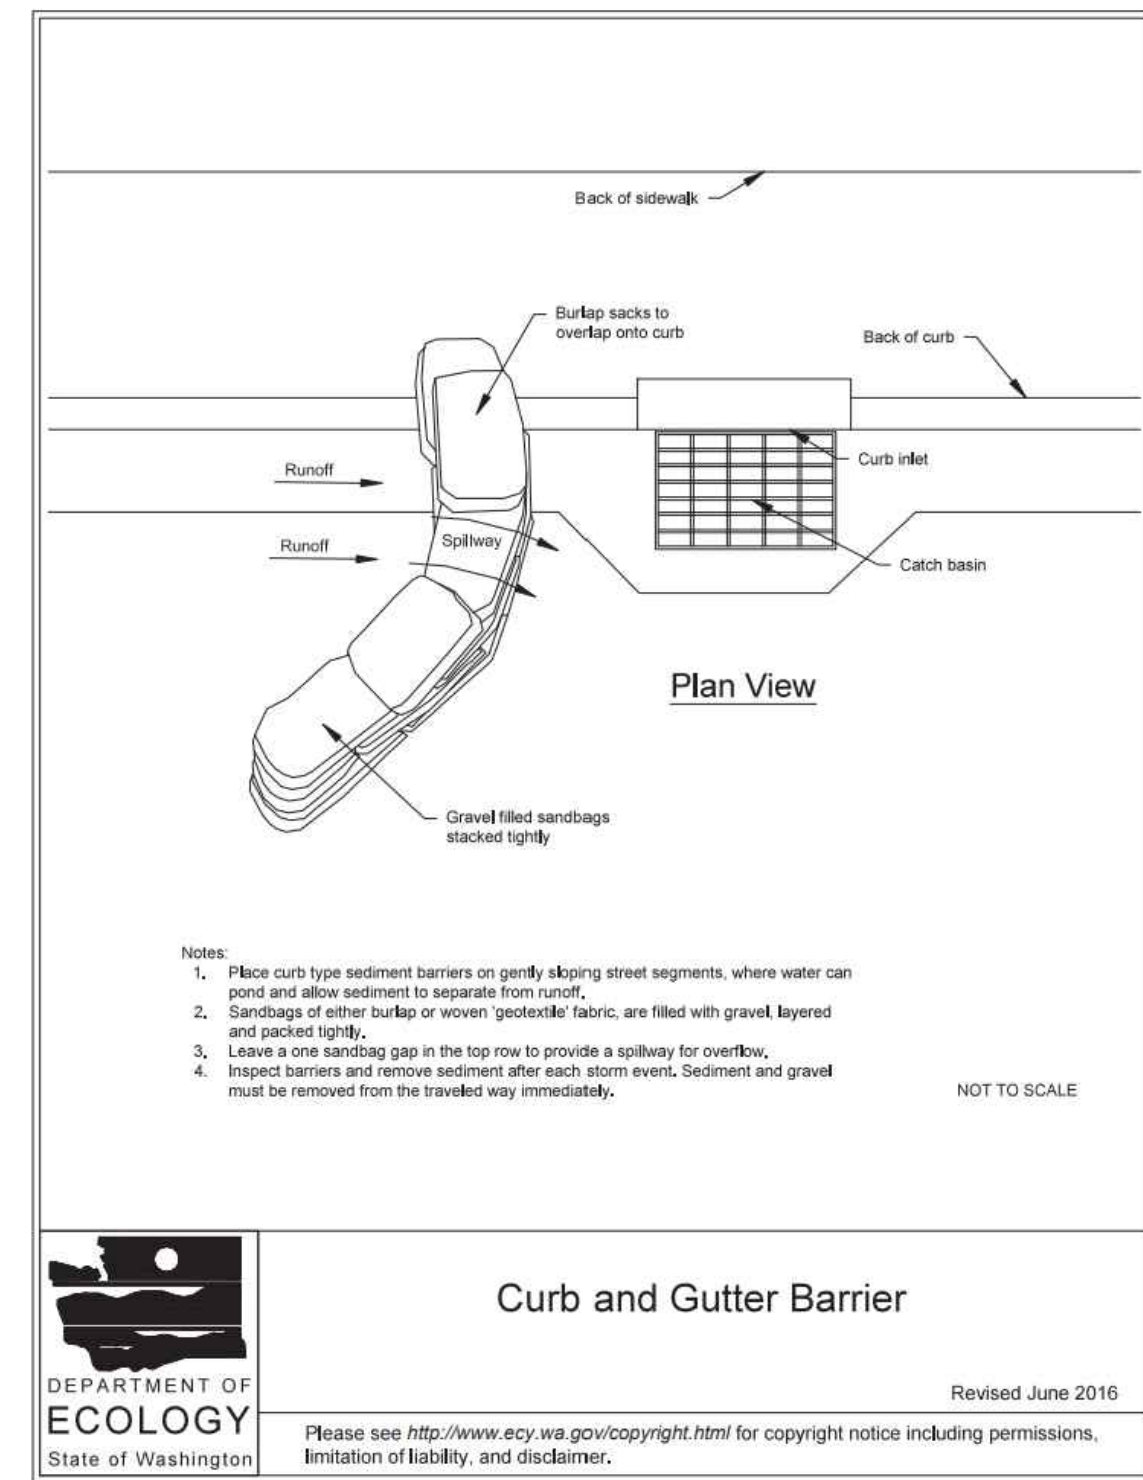 Back of sidewalk
Burlap sacks to
overlap onto curb
Back of curb
Curb inlet
Runoff
Spillway
Runoff
Catch basin
Plan View
Gravel filled sandbags
stacked tightly
Notes:
1. Place curb type sediment barriers on gently sloping street segments, where water can
pond and allow sediment to separate from runoff.
2. Sandbags of either burlap or woven 'geotextile' fabric, are filled with gravel, layered
and packed tightly.
3. Leave a one sandbag gap in the top row to provide a spillway for overflow.
4. Inspect barriers and remove sediment after each storm event. Sediment and gravel
must be removed from the traveled way immediately.
NOT TO SCALE
Curb and Gutter Barrier
Revised June 2016
DEPARTMENT OF
ECOLOGY
State of Washington
Please see http://www.ecy.wa.gov/copyright.html for copyright notice including permissions,
limitation of liability, and disclaimer.